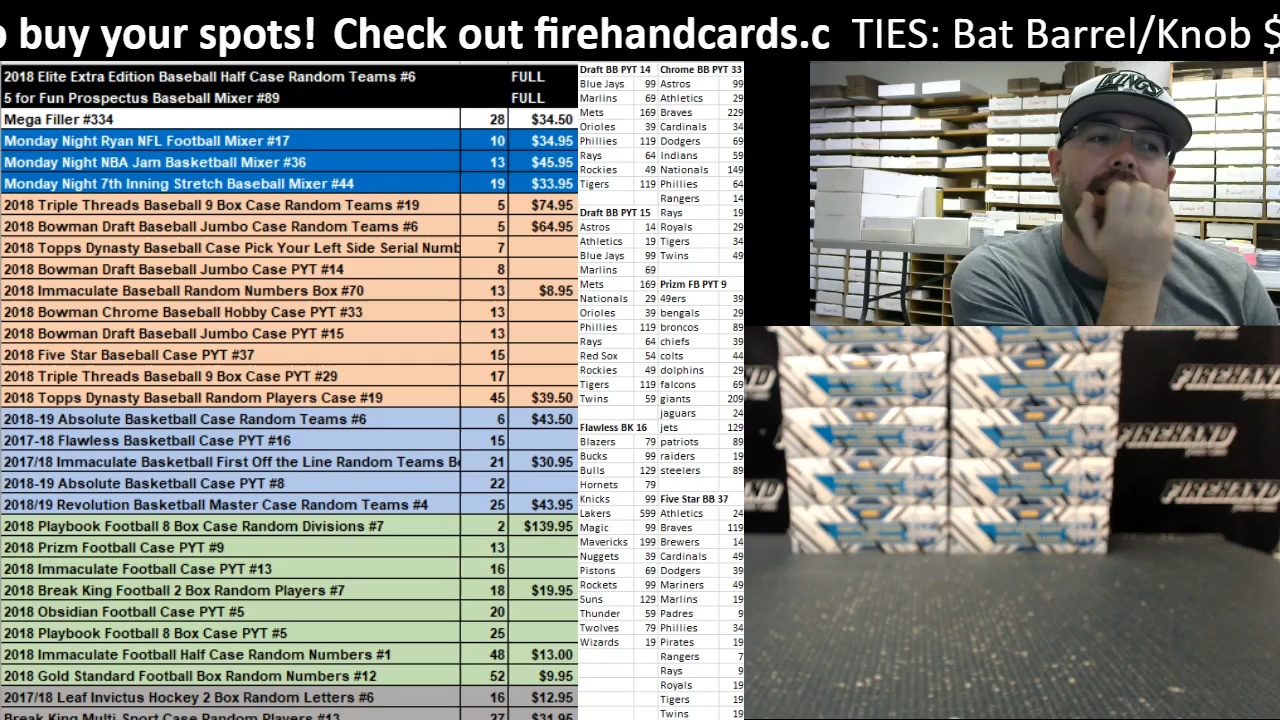 o buy your spots! Check out firehandcards.c
TIES: Bat Barrel/Knob $
2018 Elite Extra Edition Baseball Half Case Random Teams #6 FULL
5 for Fun Prospectus Baseball Mixer #89 FULL
Mega Filler #334 28 $34.50
Monday Night Ryan NFL Football Mixer #17 10 $34.95
Monday Night NBA Jam Basketball Mixer #36 13 $45.95
Monday Night 7th Inning Stretch Baseball Mixer #44 19 $33.95
2018 Triple Threads Baseball 9 Box Case Random Teams #19 5 $74.95
2018 Bowman Draft Baseball Jumbo Case Random Teams #6 5 $64.95
2018 Topps Dynasty Baseball Case Pick Your Left Side Serial Numb 7
2018 Bowman Draft Baseball Jumbo Case PYT #14 8
2018 Immaculate Baseball Random Numbers Box #70 13 $8.95
2018 Bowman Chrome Baseball Hobby Case PYT #33 13
2018 Bowman Draft Baseball Jumbo Case PYT #15 13
2018 Five Star Baseball Case PYT #37 15
2018 Triple Threads Baseball 9 Box Case PYT #29 17
2018 Topps Dynasty Baseball Random Players Case #19 45 $39.50
2018-19 Absolute Basketball Case Random Teams #6 6 $43.50
2017-18 Flawless Basketball Case PYT #16 15
2017/18 Immaculate Basketball First Off the Line Random Teams B 21 $30.95
2018-19 Absolute Basketball Case PYT #8 22
2018/19 Revolution Basketball Master Case Random Teams #4 25 $43.95
2018 Playbook Football 8 Box Case Random Divisions #7 2 $139.95
2018 Prizm Football Case PYT #9 13
2018 Immaculate Football Case PYT #13 16
2018 Break King Football 2 Box Random Players #7 18 $19.95
2018 Obsidian Football Case PYT #5 20
2018 Playbook Football 8 Box Case PYT #5 25
2018 Immaculate Football Half Case Random Numbers #1 48 $13.00
2018 Gold Standard Football Box Random Numbers #12 52 $9.95
2017/18 Leaf Invictus Hockey 2 Box Random Letters #6 16 $12.95
Break King Multi-Sport Case Random Players #13 27 $31.95
Draft BB PYT 14
Blue Jays 99
Marlins 69
Mets 169
Orioles 39
Phillies 119
Rays 64
Rockies 49
Tigers 119
Draft BB PYT 15
Astros 14
Athletics 19
Blue Jays 99
Marlins 69
Mets 169
Nationals 29
Orioles 39
Phillies 119
Rays 64
Red Sox 54
Rockies 49
Tigers 119
Twins 59
Flawless BK 16
Blazers 79
Bucks 99
Bulls 129
Hornets 79
Knicks 99
Lakers 599
Magic 99
Mavericks 199
Nuggets 39
Pistons 69
Rockets 99
Suns 129
Thunder 59
Twolves 79
Wizards 19
Chrome BB PYT 33
Astros 99
Athletics 29
Braves 229
Cardinals 34
Dodgers 69
Indians 59
Nationals 149
Phillies 64
Rangers 14
Rays 19
Royals 29
Tigers 34
Twins 49
Prizm FB PYT 9
49ers 39
bengals 29
broncos 89
chiefs 39
colts 44
dolphins 29
falcons 69
giants 209
jaguars 24
jets 129
patriots 89
raiders 19
steelers 89
Five Star BB 37
Athletics 24
Braves 119
Brewers 14
Cardinals 49
Dodgers 39
Mariners 49
Marlins 19
Padres 9
Phillies 34
Pirates 19
Rangers 7
Rays 9
Royals 19
Tigers 19
Twins 19
KINGS
FIREHAND
FIREHAND
FIREHAND